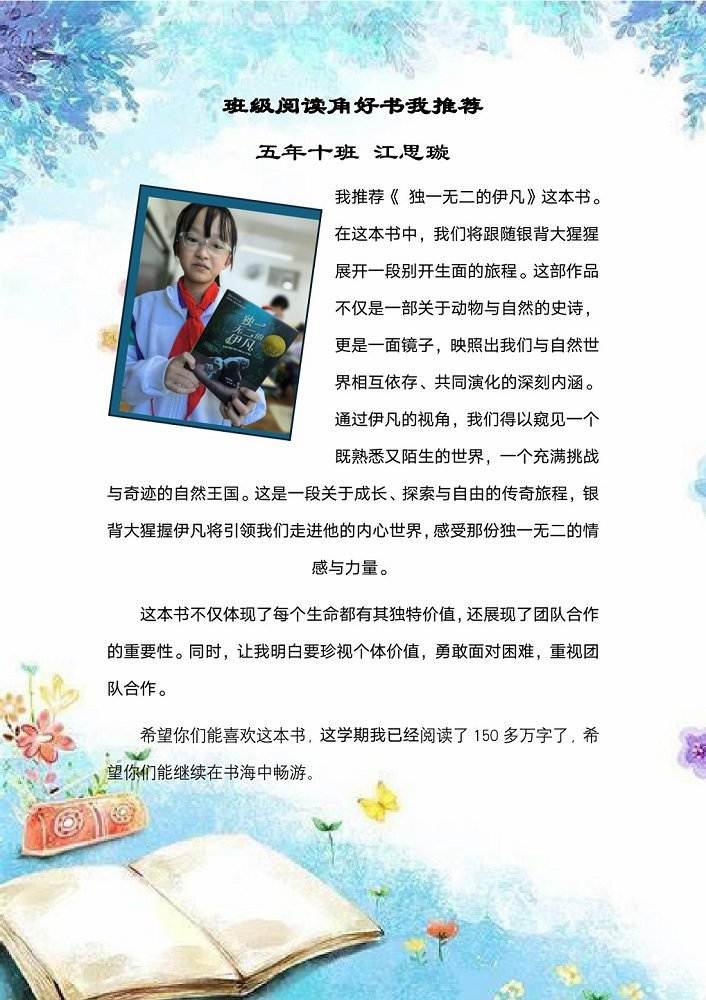 班级阅读角好书我推荐
五年十班 江思璇
我推荐《 独一无二的伊凡》这本书。
在这本书中，我们将跟随银背大猩猩
展开一段别开生面的旅程。这部作品
不仅是一部关于动物与自然的史诗，
更是一面镜子，映照出我们与自然世
界相互依存、共同演化的深刻内涵。
通过伊凡的视角，我们得以窥见一个
既熟悉又陌生的世界，一个充满挑战
与奇迹的自然王国。这是一段关于成长、探索与自由的传奇旅程，银
背大猩握伊凡将引领我们走进他的内心世界，感受那份独一无二的情
感与力量。
这本书不仅体现了每个生命都有其独特价值，还展现了团队合作
的重要性。同时，让我明白要珍视个体价值，勇敢面对困难，重视团
队合作。
希望你们能喜欢这本书，这学期我已经阅读了 150 多万字了，希
望你们能继续在书海中畅游。
独一
无二的
伊凡